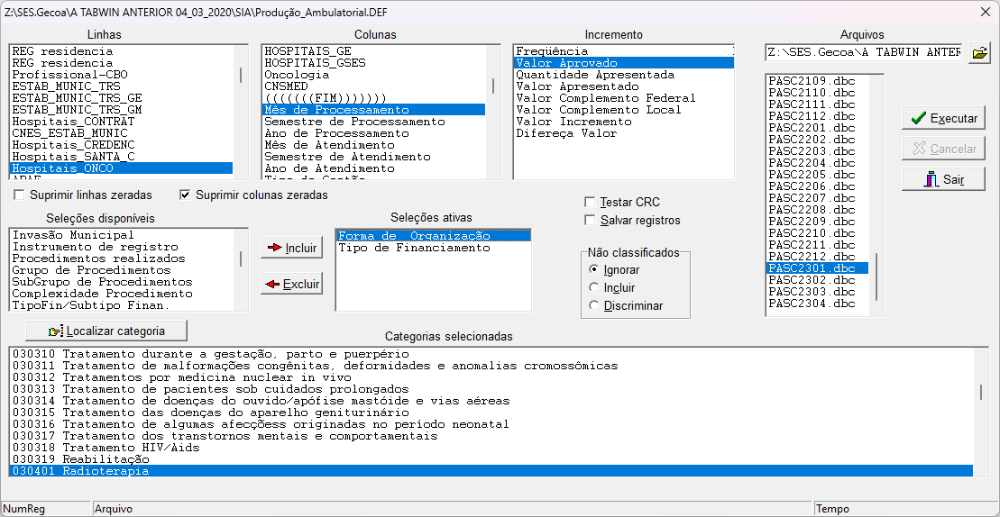 Z:\SES.Gecoa\A TABWIN ANTERIOR 04_03_2020\SIA\Produção_Ambulatorial.DEF
Linhas
REG residencia
REG residencia
Profissional-CBO
ESTAB_MUNIC_TRS
ESTAB_MUNIC_TRS_GE
ESTAB_MUNIC_TRS_GM
Hospitais_CONTRAT
CNES_ESTAB_MUNIC
Hospitais_CREDENC
Hospitais_SANTA_C
Hospitais_ONCO
Colunas
HOSPITAIS_GE
HOSPITAIS_GSES
Oncologia
CNSMED
(((((((FIM)))))))
Mês de Processamento
Semestre de Processamento
Ano de Processamento
Mês de Atendimento
Semestre de Atendimento
Ano de Atendimento
Tipo de Gestão
Incremento
Freqüência
Valor Aprovado
Quantidade Apresentada
Valor Apresentado
Valor Complemento Federal
Valor Complemento Local
Valor Incremento
Difereça Valor
Arquivos
Z:\SES.Gecoa\A TABWIN ANTER
PASC2109.dbc
PASC2110.dbc
PASC2111.dbc
PASC2112.dbc
PASC2201.dbc
PASC2202.dbc
PASC2203.dbc
PASC2204.dbc
PASC2205.dbc
PASC2206.dbc
PASC2207.dbc
PASC2208.dbc
PASC2209.dbc
PASC2210.dbc
PASC2211.dbc
PASC2212.dbc
PASC2301.dbc
PASC2302.dbc
PASC2303.dbc
PASC2304.dbc
Executar
Cancelar
Sair
Suprimir linhas zeradas
Suprimir colunas zeradas
Seleções disponíveis
Invasão Municipal
Instrumento de registro
Procedimentos realizados
Grupo de Procedimentos
SubGrupo de Procedimentos
Complexidade Procedimento
TipoFin/Subtipo Finan.
Incluir
Excluir
Seleções ativas
Forma de  Organização
Tipo de Financiamento
Testar CRC
Salvar registros
Não classificados
Ignorar
Incluir
Discriminar
Localizar categoria
Categorias selecionadas
030310 Tratamento durante a gestação, parto e puerpério
030311 Tratamento de malformações congênitas, deformidades e anomalias cromossômicas
030312 Tratamentos por medicina nuclear in vivo
030313 Tratamento de pacientes sob cuidados prolongados
030314 Tratamento de doenças do ouvido/apófise mastóide e vias aéreas
030315 Tratamento das doenças do aparelho geniturinário
030316 Tratamento de algumas afecçõess originadas no período neonatal
030317 Tratamento dos transtornos mentais e comportamentais
030318 Tratamento HIV/Aids
030319 Reabilitação
030401 Radioterapia
NumReg
Arquivo
Tempo